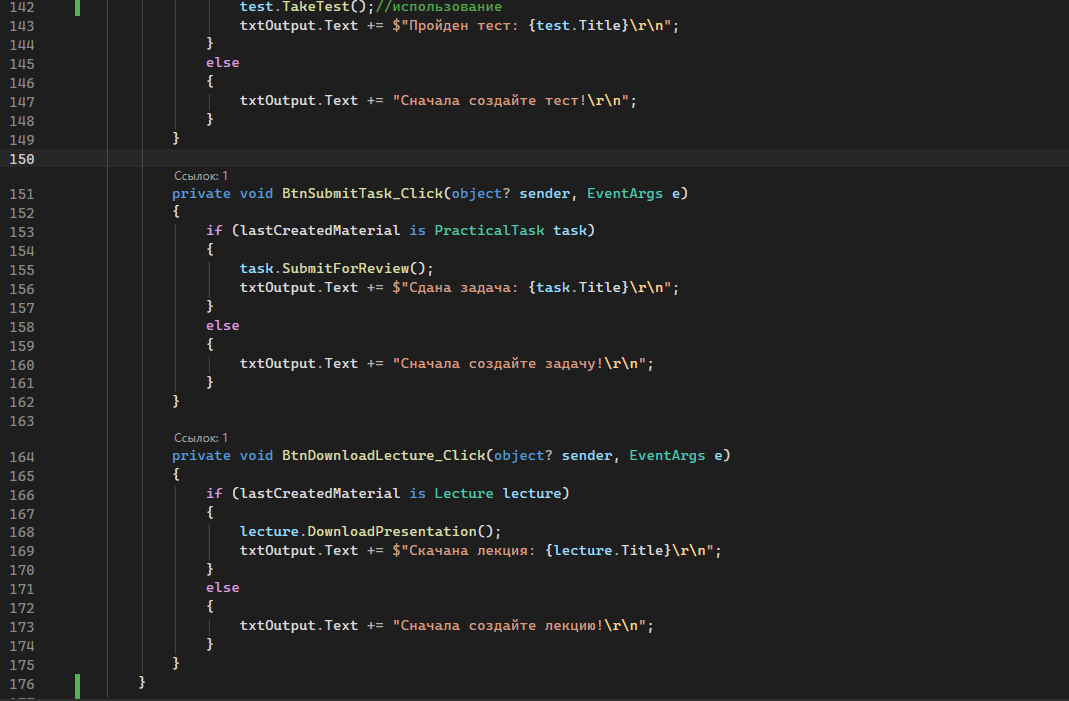 142 test.TakeTest();//использование
143 txtOutput.Text += $"Пройден тест: {test.Title}\r\n";
144 }
145 else
146 {
147 txtOutput.Text += "Сначала создайте тест!\r\n";
148 }
149 }
150
Ссылок: 1
151 private void BtnSubmitTask_Click(object? sender, EventArgs e)
152 {
153 if (lastCreatedMaterial is PracticalTask task)
154 {
155 task.SubmitForReview();
156 txtOutput.Text += $"Сдана задача: {task.Title}\r\n";
157 }
158 else
159 {
160 txtOutput.Text += "Сначала создайте задачу!\r\n";
161 }
162 }
163
Ссылок: 1
164 private void BtnDownloadLecture_Click(object? sender, EventArgs e)
165 {
166 if (lastCreatedMaterial is Lecture lecture)
167 {
168 lecture.DownloadPresentation();
169 txtOutput.Text += $"Скачана лекция: {lecture.Title}\r\n";
170 }
171 else
172 {
173 txtOutput.Text += "Сначала создайте лекцию!\r\n";
174 }
175 }
176 }